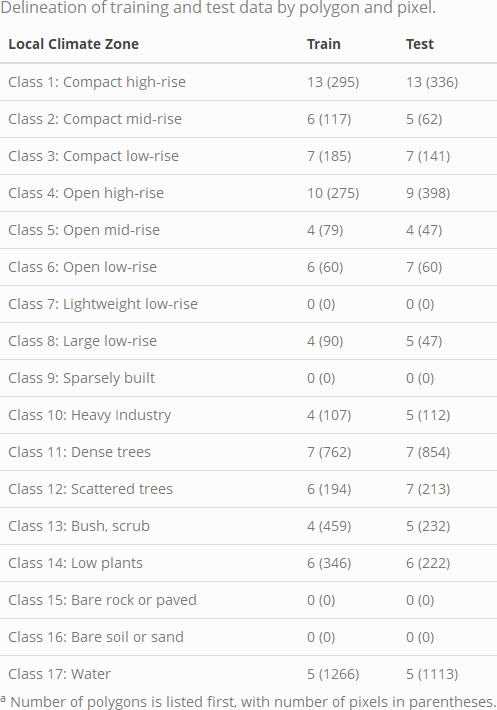 Delineation of training and test data by polygon and pixel.
Local Climate Zone Train Test
Class 1: Compact high-rise 13 (295) 13 (336)
Class 2: Compact mid-rise 6 (117) 5 (62)
Class 3: Compact low-rise 7 (185) 7 (141)
Class 4: Open high-rise 10 (275) 9 (398)
Class 5: Open mid-rise 4 (79) 4 (47)
Class 6: Open low-rise 6 (60) 7 (60)
Class 7: Lightweight low-rise 0 (0) 0 (0)
Class 8: Large low-rise 4 (90) 5 (47)
Class 9: Sparsely built 0 (0) 0 (0)
Class 10: Heavy Industry 4 (107) 5 (112)
Class 11: Dense trees 7 (762) 7 (854)
Class 12: Scattered trees 6 (194) 7 (213)
Class 13: Bush, scrub 4 (459) 5 (232)
Class 14: Low plants 6 (346) 6 (222)
Class 15: Bare rock or paved 0 (0) 0 (0)
Class 16: Bare soil or sand 0 (0) 0 (0)
Class 17: Water 5 (1266) 5 (1113)
a Number of polygons is listed first, with number of pixels in parentheses.